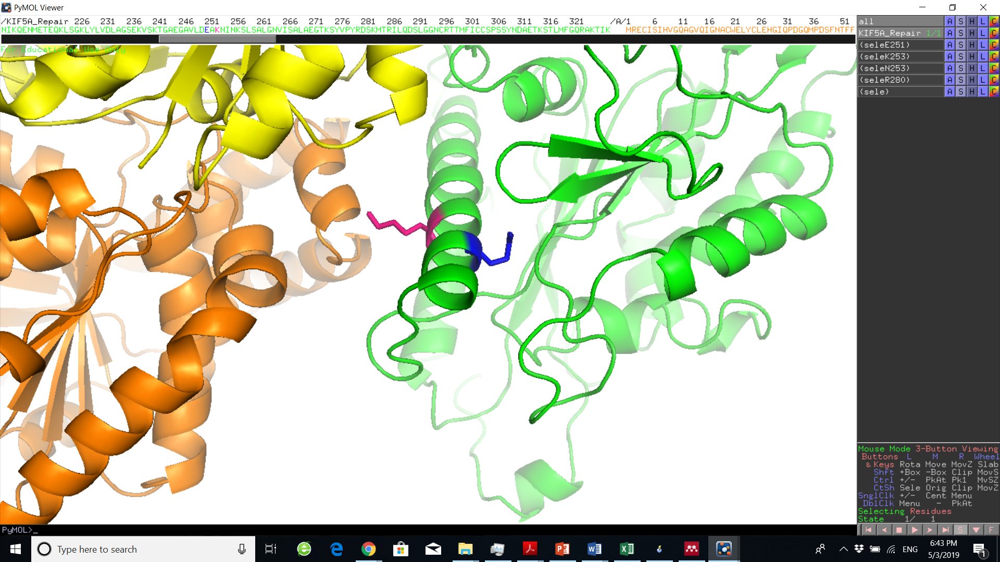 PyMOL Viewer
/KIF5A_Repair 226 231 236 241 246 251 256 261 266 271 276 281 286 291 296 301 306 311 316 321 /A/1 6 11 16 21 26 31 36 51
NIKQENMETEQKLSGKLYLVDLAGSEKVSKTGAEGAVLDEAKNINKSLSALGNVISALAEGTKSYVPYRDSKMTRILQDSLGGNCRTTMFICCSPSSYNDAETKSTLMFGQRAKTIK MRECISIHVGQAGVQIGNACWELYCLEHGIQPDGQMPDSFNTFF
For Educational Use Only
all A S H L C
KIF5A_Repair 1/1 A S H L C
(seleE251) A S H L C
(seleK253) A S H L C
(seleN253) A S H L C
(seleR280) A S H L C
(sele) A S H L C
Mouse Mode 3-Button Viewing
Buttons L M R Wheel
& Keys Rota Move MovZ Slab
Shft +Box -Box Clip MovS
Ctrl +/- PkAt Pk1 MvSZ
CtSh Sele Orig Clip MovZ
SnglClk +/- Cent Menu
DblClk Menu - PkAt
Selecting Residues
State 1/ 1
PyMOL>_
S F
Type here to search
ENG
6:43 PM
5/3/2019
1